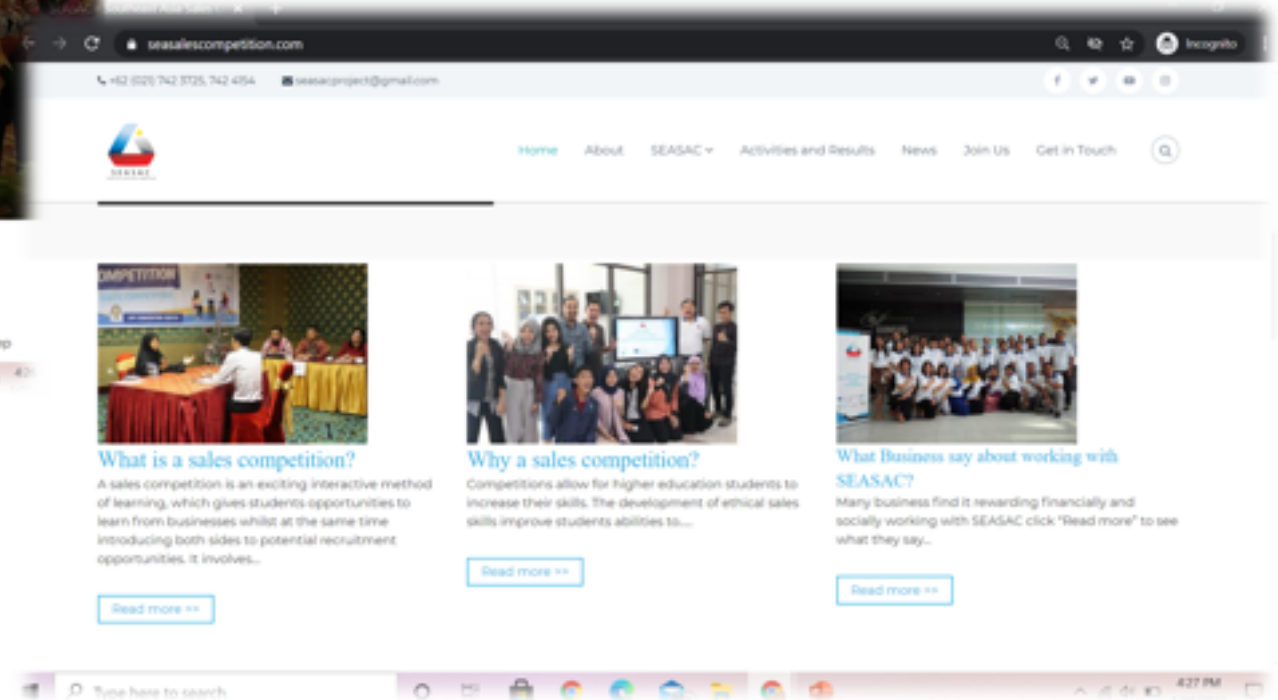 seasalescompetition.com
Incognito
+62 (021) 742 3725, 742 4154
seasacproject@gmail.com
SEASAC
Home About SEASAC Activities and Results News Join Us Get in Touch
OMPETITION
What is a sales competition?
A sales competition is an exciting interactive method
of learning, which gives students opportunities to
learn from businesses whilst at the same time
introducing both sides to potential recruitment
opportunities. It involves...
Read more >>
Why a sales competition?
Competitions allow for higher education students to
increase their skills. The development of ethical sales
skills improve students abilities to.....
Read more >>
What Business say about working with
SEASAC?
Many business find it rewarding financially and
socially working with SEASAC click "Read more" to see
what they say...
Read more >>
Type here to search
4:27 PM